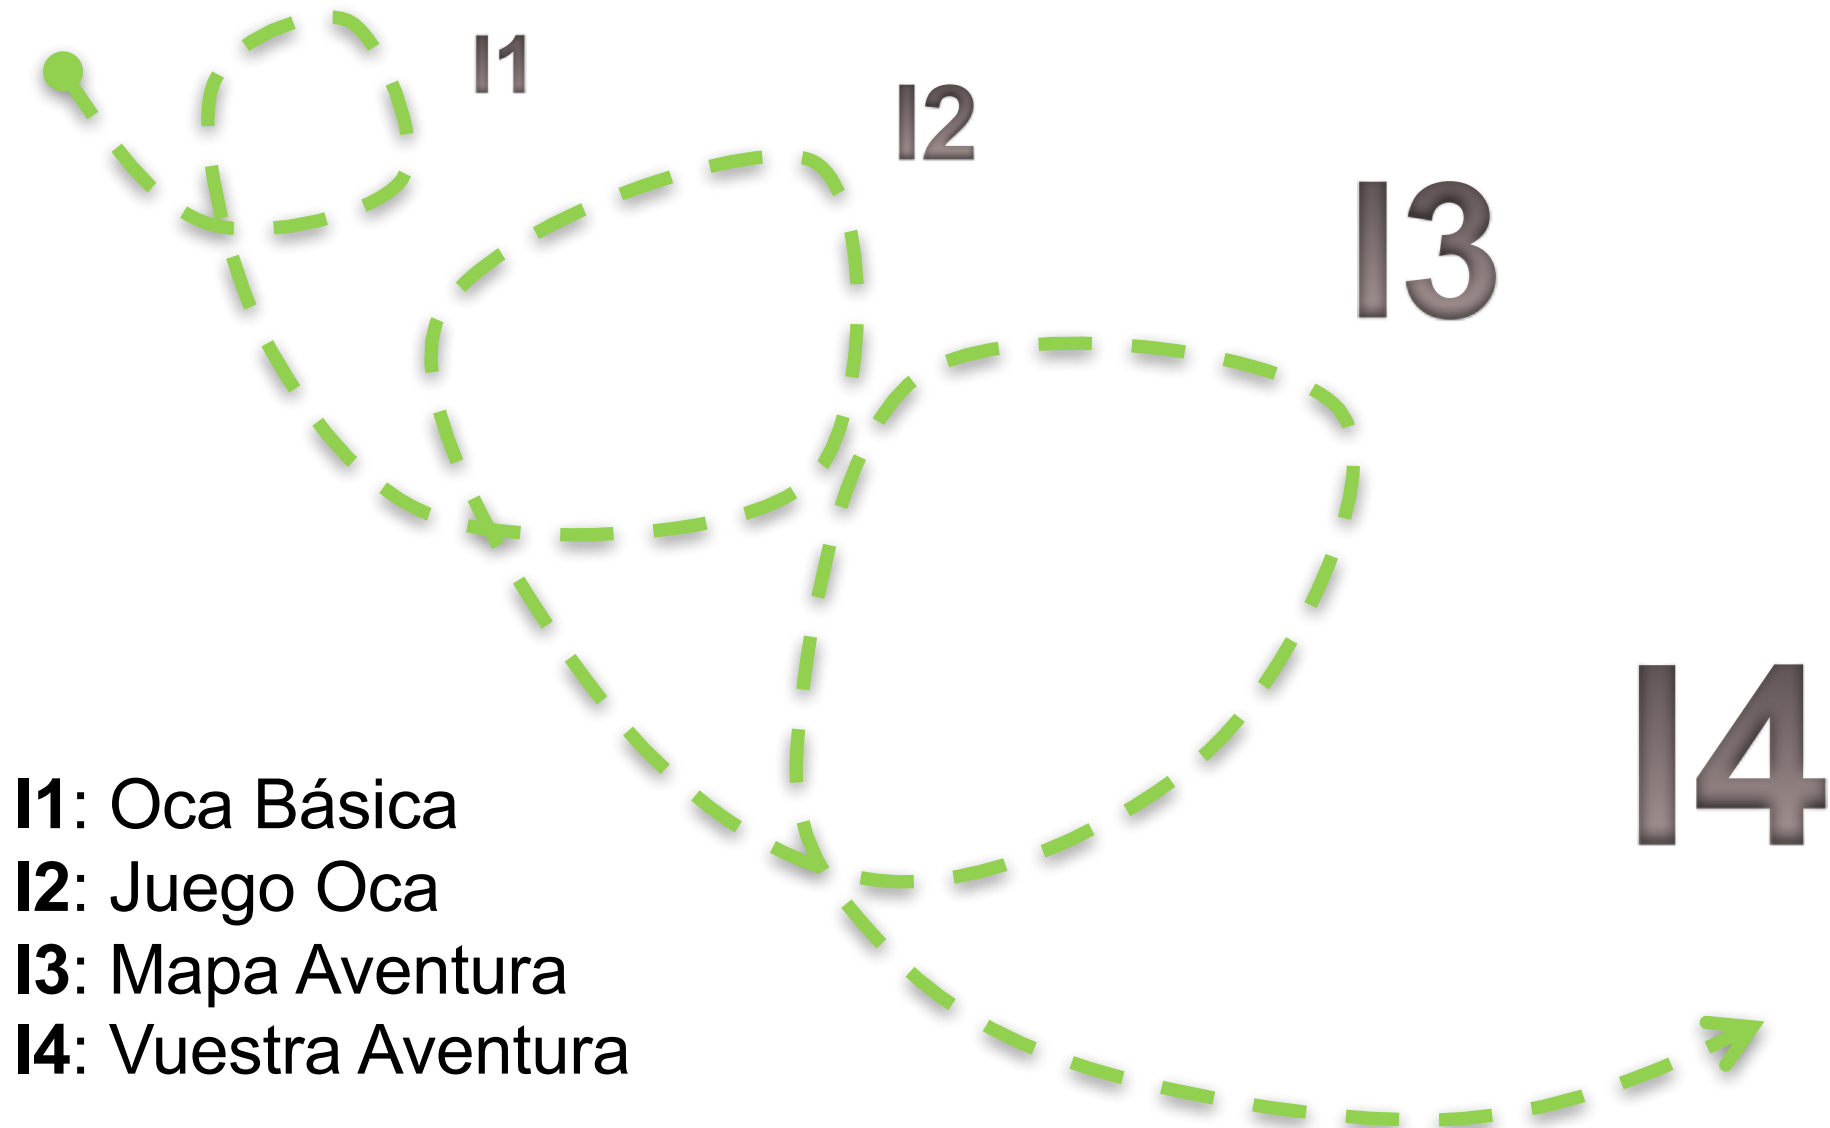 I1
I2
I3
I4
I1: Oca Básica
I2: Juego Oca
I3: Mapa Aventura
I4: Vuestra Aventura